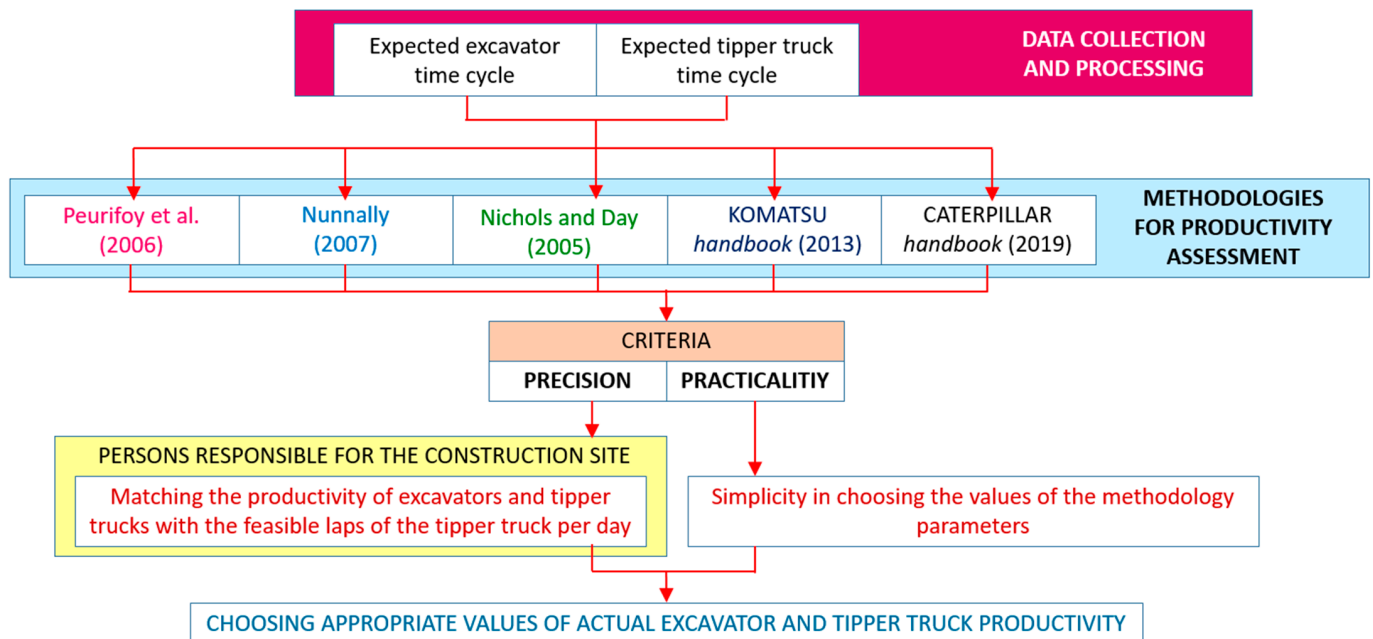 Expected excavator
time cycle
Expected tipper truck
time cycle
DATA COLLECTION
AND PROCESSING
Peurifoy et al.
(2006)
Nunnally
(2007)
Nichols and Day
(2005)
KOMATSU
handbook (2013)
CATERPILLAR
handbook (2019)
METHODOLOGIES
FOR PRODUCTIVITY
ASSESSMENT
CRITERIA
PRECISION
PRACTICALITIY
PERSONS RESPONSIBLE FOR THE CONSTRUCTION SITE
Matching the productivity of excavators and tipper
trucks with the feasible laps of the tipper truck per day
Simplicity in choosing the values of the methodology
parameters
CHOOSING APPROPRIATE VALUES OF ACTUAL EXCAVATOR AND TIPPER TRUCK PRODUCTIVITY